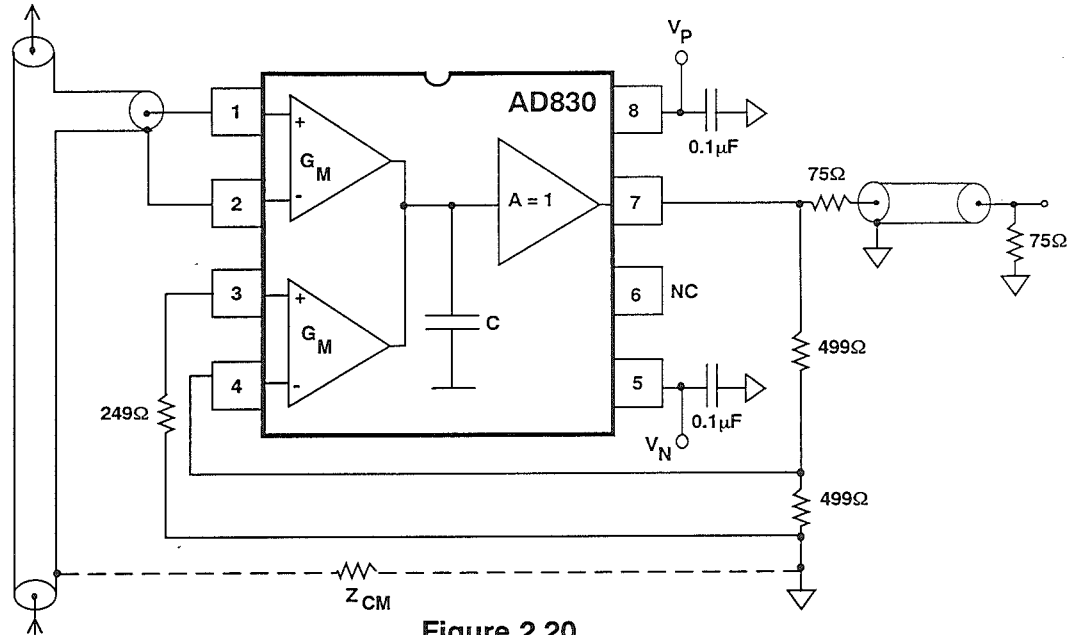 V_P
AD830
1
+
G_M
-
8
0.1µF
75Ω
A = 1
7
2
75Ω
3
+
G_M
-
6
NC
C
499Ω
4
5
249Ω
0.1µF
V_N
499Ω
Z_CM
Figure 2.20